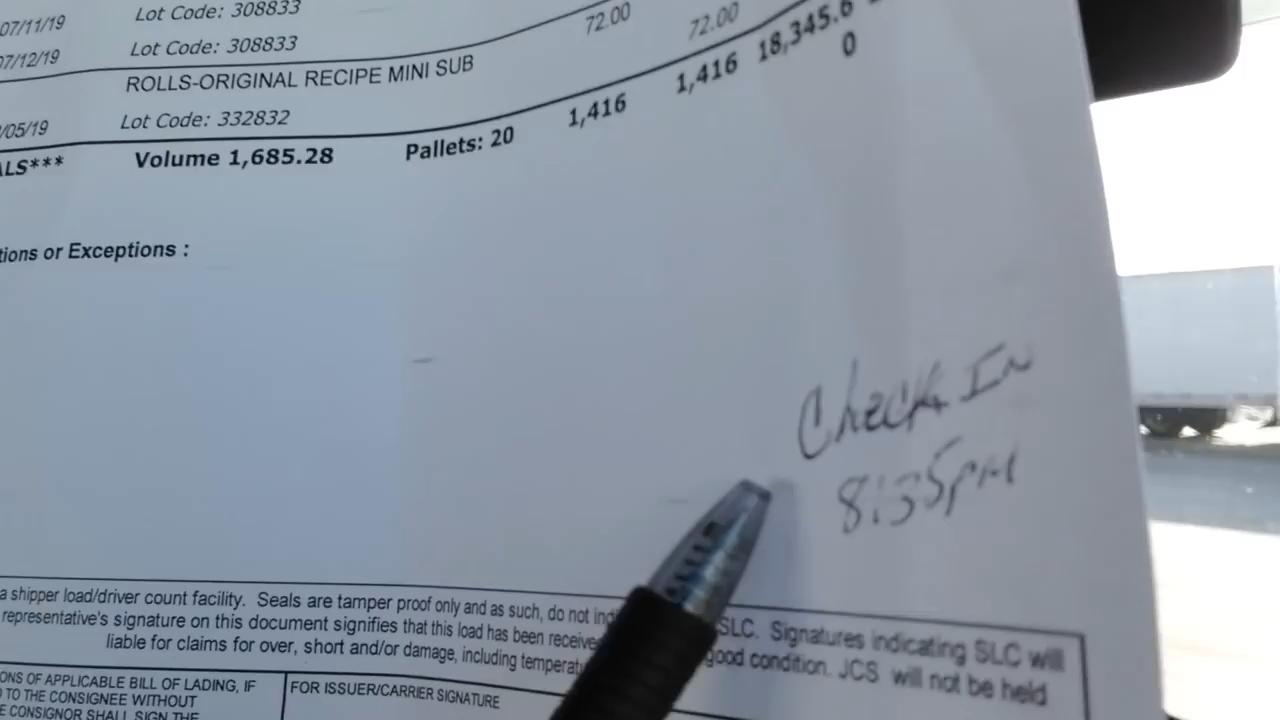 07/11/19 Lot Code: 308833
07/12/19 Lot Code: 308833 72.00 72.00
ROLLS-ORIGINAL RECIPE MINI SUB
/05/19 Lot Code: 332832
ALS*** Volume 1,685.28 Pallets: 20 1,416 1,416 18,345.6
0
tions or Exceptions :
Check In
8:35pm
a shipper load/driver count facility. Seals are tamper proof only and as such, do not SLC. Signatures indicating SLC will
representative's signature on this document signifies that this load has been received good condition. JCS will not be held
liable for claims for over, short and/or damage, including
ONS OF APPLICABLE BILL OF LADING, IF
TO THE CONSIGNEE WITHOUT
E CONSIGNOR SHALL SIGN THE
FOR ISSUER/CARRIER SIGNATURE